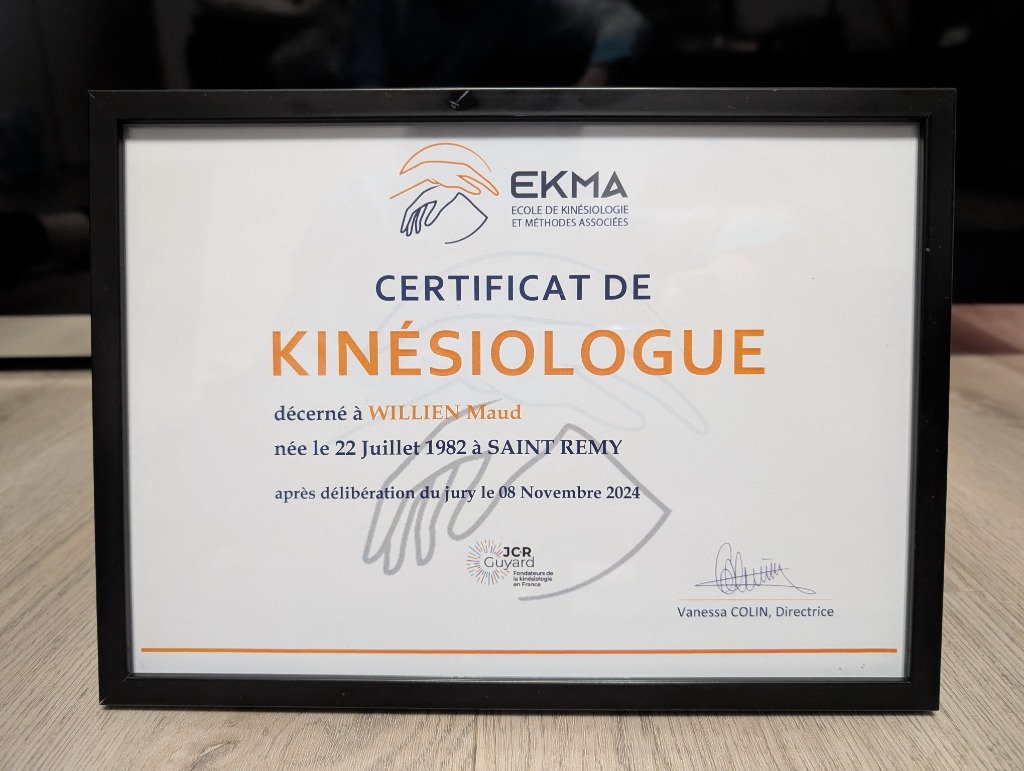 EKMA
ECOLE DE KINÉSIOLOGIE
ET MÉTHODES ASSOCIÉES
CERTIFICAT DE
KINÉSIOLOGUE
décerné à WILLIEN Maud
née le 22 Juillet 1982 à SAINT REMY
après délibération du jury le 08 Novembre 2024
JCR
Guyard
Fondateurs de
la kinésiologie
en France
Vanessa COLIN, Directrice